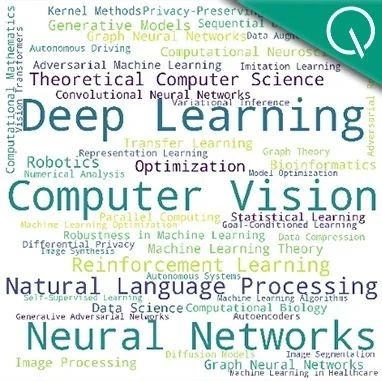 Kernel Methods
Privacy-Preserving
Generative Models
Sequential
Graph Neural Networks
Data
Autonomous Driving
Computational
Adversarial Machine Learning
Imitation Learning
Theoretical Computer Science
Convolutional Neural Networks
Variational Inference
Computational Mathematics
Vision Transformers
Adversarial
Deep Learning
Transfer Learning
Representation Learning
Graph Theory
Robotics
Optimization
Bioinformatics
Numerical Analysis
Model Optimization
Computer Vision
Parallel Computing
Statistical Learning
Machine Learning Optimization
Goal-Conditioned Learning
Robustness in Machine Learning
Data Compression
Differential Privacy
Machine Learning Theory
Image Synthesis
Reinforcement Learning
Autonomous Systems
Natural Language Processing
Self-Supervised Learning
Machine Learning Algorithms
Data Science
Computational Biology
Generative Adversarial Networks
Autoencoders
Neural Networks
Diffusion Models
Image Segmentation
Image Processing
Graph Neural Networks
Machine Learning in Healthcare